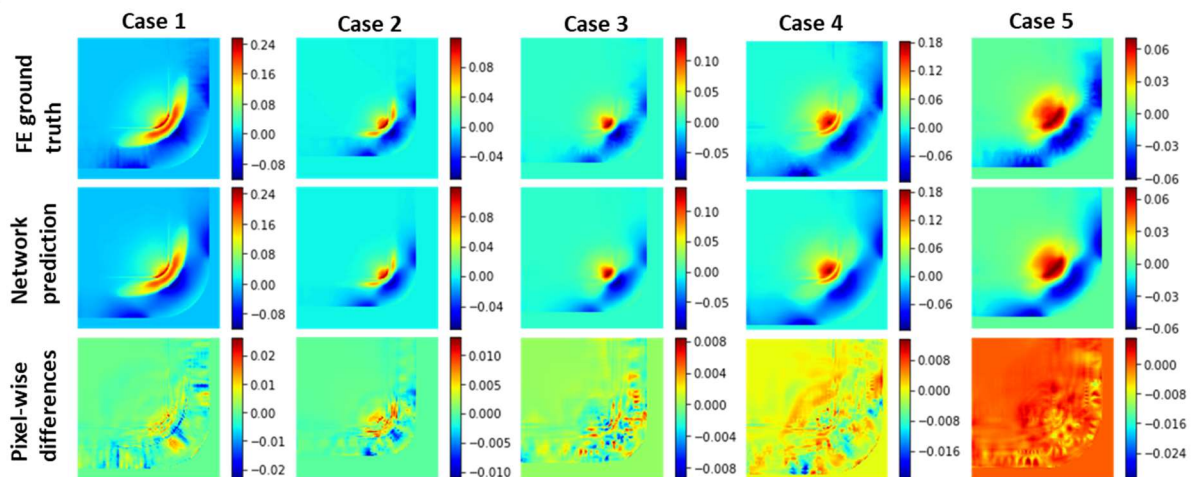 Case 1 Case 2 Case 3 Case 4 Case 5
FE ground
truth
0.24 0.16 0.08 0.00 −0.08
0.08 0.04 0.00 −0.04
0.10 0.05 0.00 −0.05
0.18 0.12 0.06 0.00 −0.06
0.06 0.03 0.00 −0.03 −0.06
Network
prediction
0.24 0.16 0.08 0.00 −0.08
0.08 0.04 0.00 −0.04
0.10 0.05 0.00 −0.05
0.18 0.12 0.06 0.00 −0.06
0.06 0.03 0.00 −0.03 −0.06
Pixel-wise
differences
0.02 0.01 0.00 −0.01 −0.02
0.010 0.005 0.000 −0.005 −0.010
0.008 0.004 0.000 −0.004 −0.008
0.008 0.000 −0.008 −0.016
0.000 −0.008 −0.016 −0.024